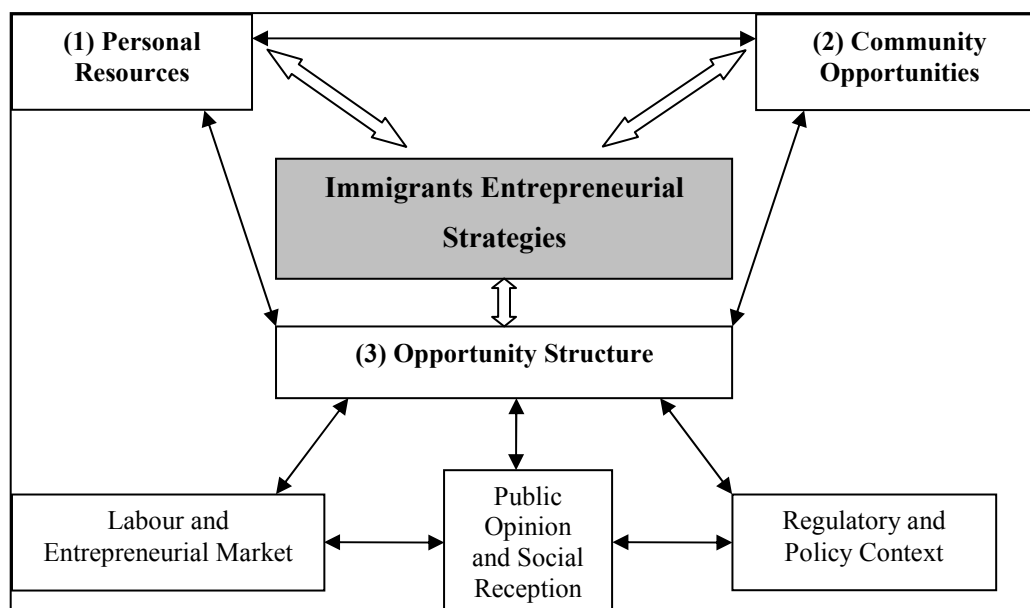 (1) Personal
Resources
(2) Community
Opportunities
Immigrants Entrepreneurial
Strategies
(3) Opportunity Structure
Labour and
Entrepreneurial Market
Public
Opinion
and Social
Reception
Regulatory and
Policy Context